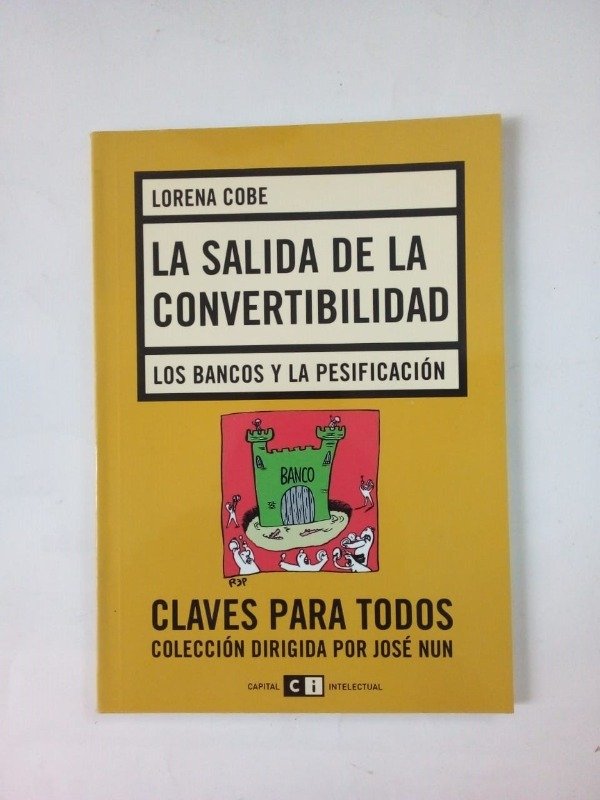 LORENA COBE
LA SALIDA DE LA
CONVERTIBILIDAD
LOS BANCOS Y LA PESIFICACIÓN
BANCO
REP
CLAVES PARA TODOS
COLECCIÓN DIRIGIDA POR JOSÉ NUN
CAPITAL Ci INTELECTUAL